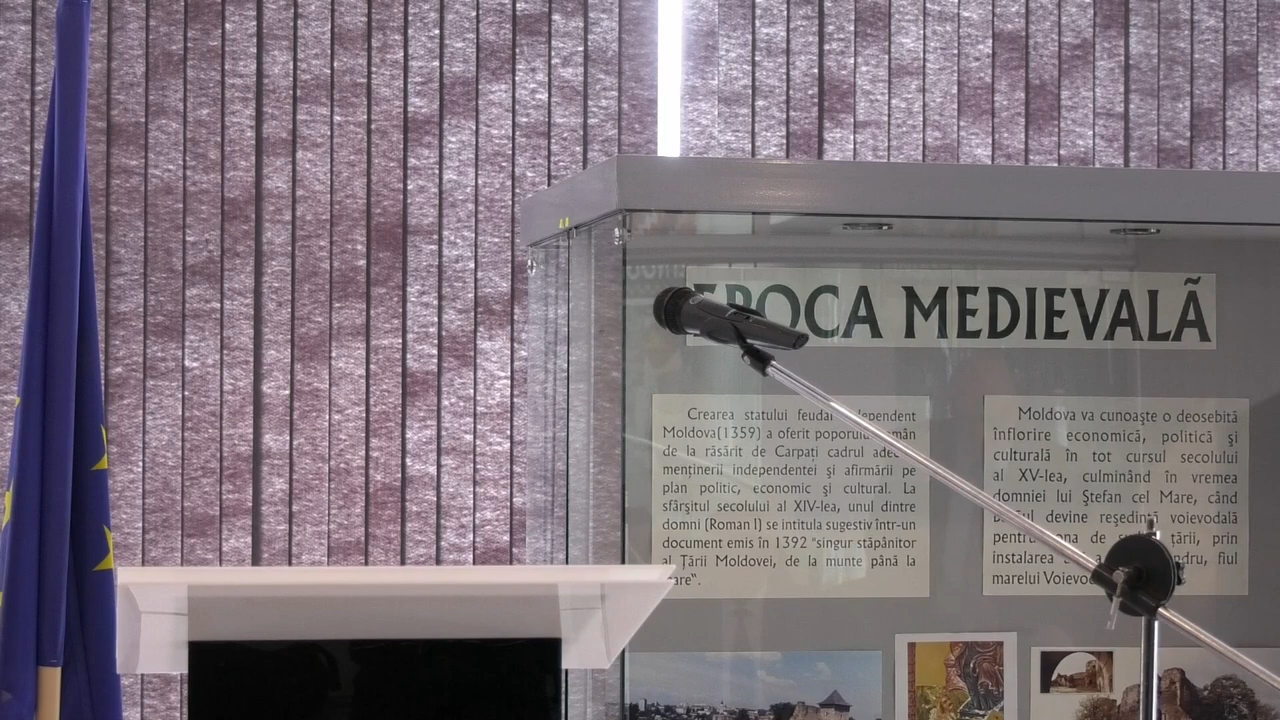 EPOCA MEDIEVALĂ
Crearea statului feudal
Moldova(1359) a oferit poporului
de la răsărit de Carpați cadrul
menținerii independentei și afirmării pe
plan politic, economic și cultural. La
sfârșitul secolului al XIV-lea, unul dintre
domni (Roman I) se intitula sugestiv într-un
document emis în 1392 "singur stăpânitor
al Țării Moldovei, de la munte până la
Moldova va cunoaște o deosebită
înflorire economică, politică și
culturală în tot cursul secolului
al XV-lea, culminând în vremea
domniei lui Ștefan cel Mare, când
devine reședință voievodală
pentru de țării, prin
instalarea a fiul
marelui